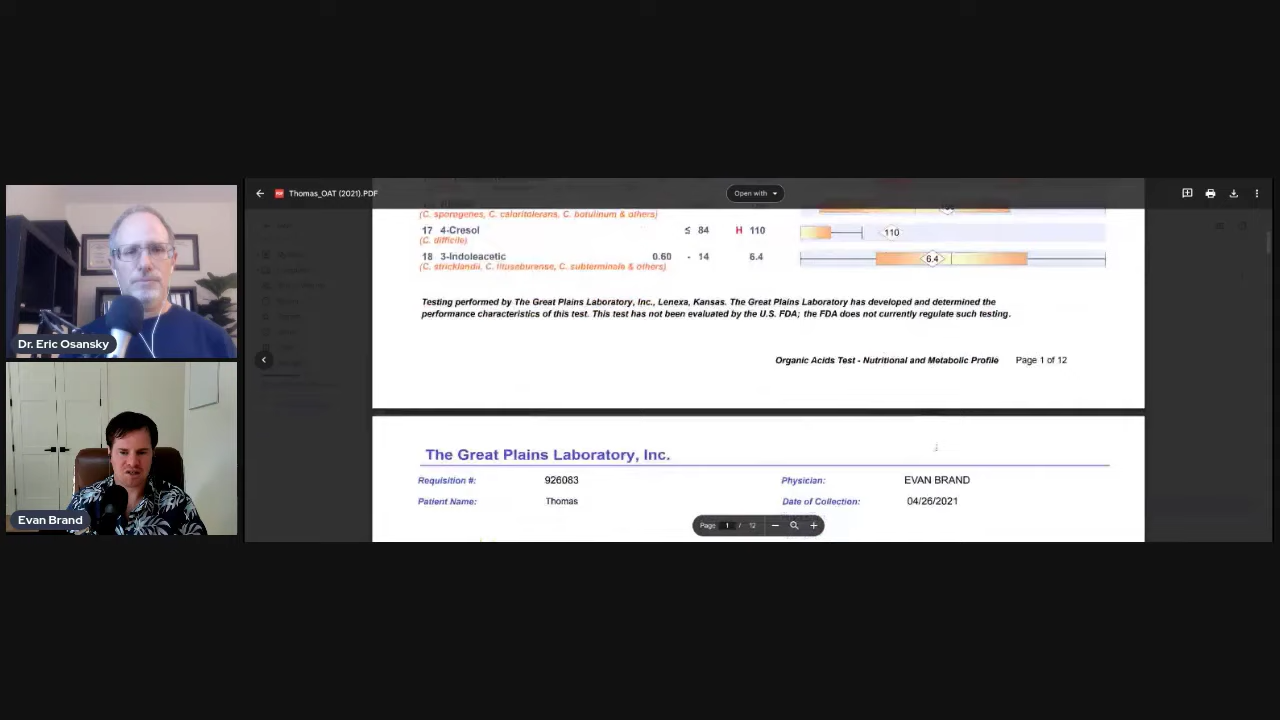 Thomas_OAT (2021).PDF
Open with
(C. sporogenes, C. caloritolerans, C. botulinum & others)
17 4-Cresol ≤ 84 H 110 110
(C. difficile)
18 3-Indoleacetic 0.60 - 14 6.4 6.4
(C. stricklandii, C. lituseburense, C. subterminale & others)
Testing performed by The Great Plains Laboratory, Inc., Lenexa, Kansas. The Great Plains Laboratory has developed and determined the
performance characteristics of this test. This test has not been evaluated by the U.S. FDA; the FDA does not currently regulate such testing.
Dr. Eric Osansky
Organic Acids Test - Nutritional and Metabolic Profile Page 1 of 12
The Great Plains Laboratory, Inc.
Requisition #: 926083 Physician: EVAN BRAND
Patient Name: Thomas Date of Collection: 04/26/2021
Evan Brand
Page 1 / 12